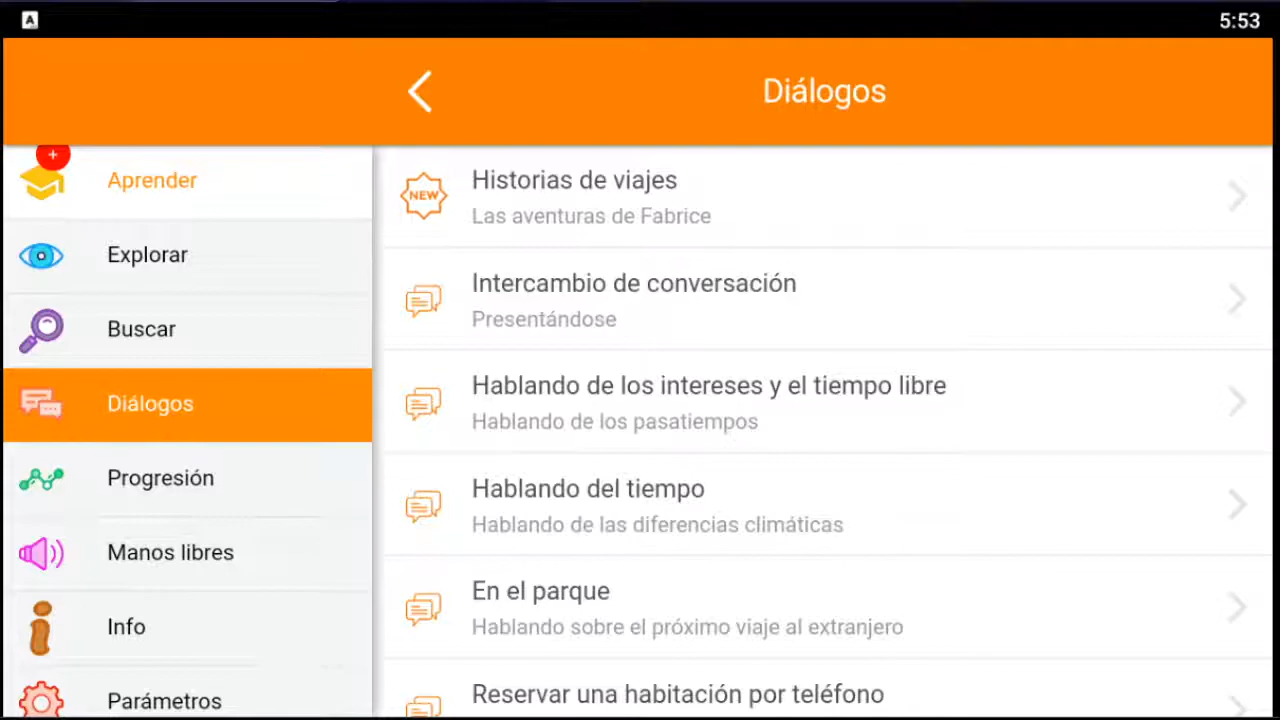 A
5:53
Diálogos
+
Aprender
Explorar
Buscar
Diálogos
Progresión
Manos libres
Info
Parámetros
NEW
Historias de viajes
Las aventuras de Fabrice
Intercambio de conversación
Presentándose
Hablando de los intereses y el tiempo libre
Hablando de los pasatiempos
Hablando del tiempo
Hablando de las diferencias climáticas
En el parque
Hablando sobre el próximo viaje al extranjero
Reservar una habitación por teléfono